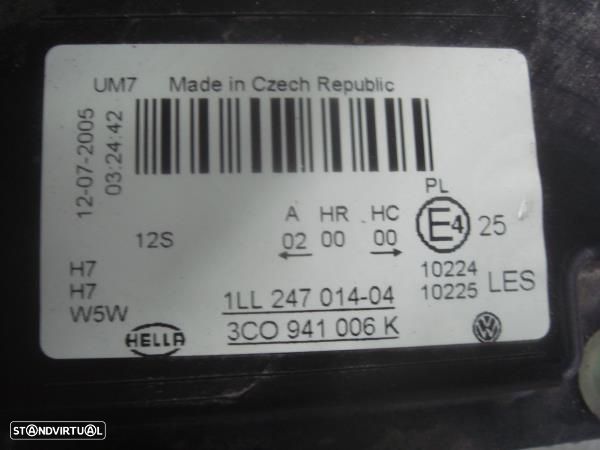 UM7 Made in Czech Republic
12-07-2005
03:24:42
PL
A HR HC
12S 02 00 00 E4 25
H7
H7
W5W
10224
10225 LES
1LL 247 014-04
3CO 941 006 K
HELLA
STANDVIRTUAL